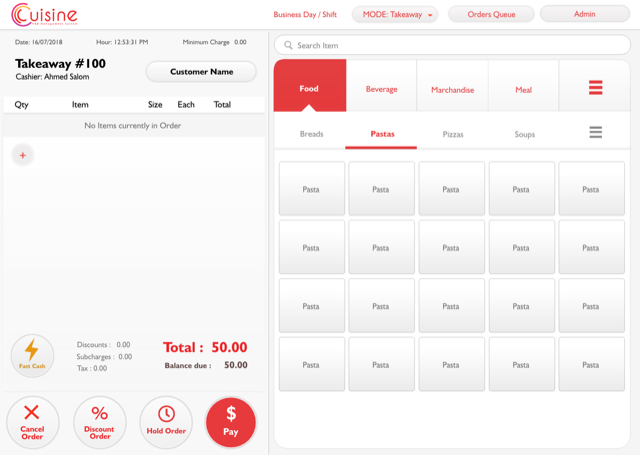 Cuisine
Business Day / Shift
MODE: Takeaway
Orders Queue
Admin
Date: 16/07/2018
Hour: 12:53:31 PM
Minimum Charge 0.00
Takeaway #100
Cashier: Ahmed Salom
Customer Name
Qty Item Size Each Total
No Items currently in Order
+
Fast Cash
Discounts : 0.00
Subcharges : 0.00
Tax : 0.00
Total : 50.00
Balance due : 50.00
Cancel
Order
%
Discount
Order
Hold Order
$
Pay
Search Item
Food Beverage Merchandise Meal
Breads Pastas Pizzas Soups
Pasta Pasta Pasta Pasta Pasta
Pasta Pasta Pasta Pasta Pasta
Pasta Pasta Pasta Pasta Pasta
Pasta Pasta Pasta Pasta Pasta